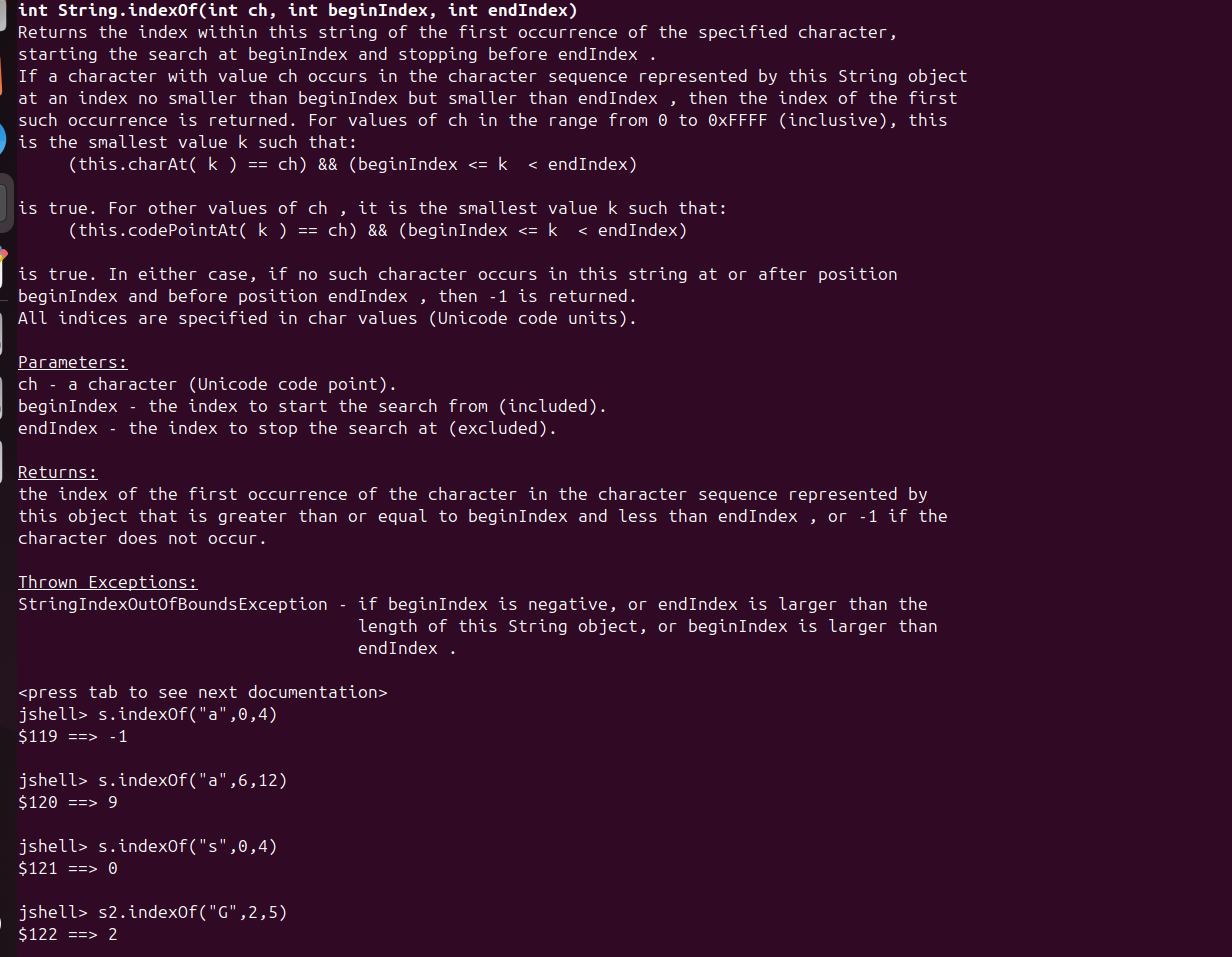 int String.indexOf(int ch, int beginIndex, int endIndex)
Returns the index within this string of the first occurrence of the specified character,
starting the search at beginIndex and stopping before endIndex .
If a character with value ch occurs in the character sequence represented by this String object
at an index no smaller than beginIndex but smaller than endIndex , then the index of the first
such occurrence is returned. For values of ch in the range from 0 to 0xFFFF (inclusive), this
is the smallest value k such that:
     (this.charAt( k ) == ch) && (beginIndex <= k  < endIndex)

is true. For other values of ch , it is the smallest value k such that:
     (this.codePointAt( k ) == ch) && (beginIndex <= k  < endIndex)

is true. In either case, if no such character occurs in this string at or after position
beginIndex and before position endIndex , then -1 is returned.
All indices are specified in char values (Unicode code units).

Parameters:
ch - a character (Unicode code point).
beginIndex - the index to start the search from (included).
endIndex - the index to stop the search at (excluded).

Returns:
the index of the first occurrence of the character in the character sequence represented by
this object that is greater than or equal to beginIndex and less than endIndex , or -1 if the
character does not occur.

Thrown Exceptions:
StringIndexOutOfBoundsException - if beginIndex is negative, or endIndex is larger than the
                                  length of this String object, or beginIndex is larger than
                                  endIndex .

<press tab to see next documentation>
jshell> s.indexOf("a",0,4)
$119 ==> -1

jshell> s.indexOf("a",6,12)
$120 ==> 9

jshell> s.indexOf("s",0,4)
$121 ==> 0

jshell> s2.indexOf("G",2,5)
$122 ==> 2